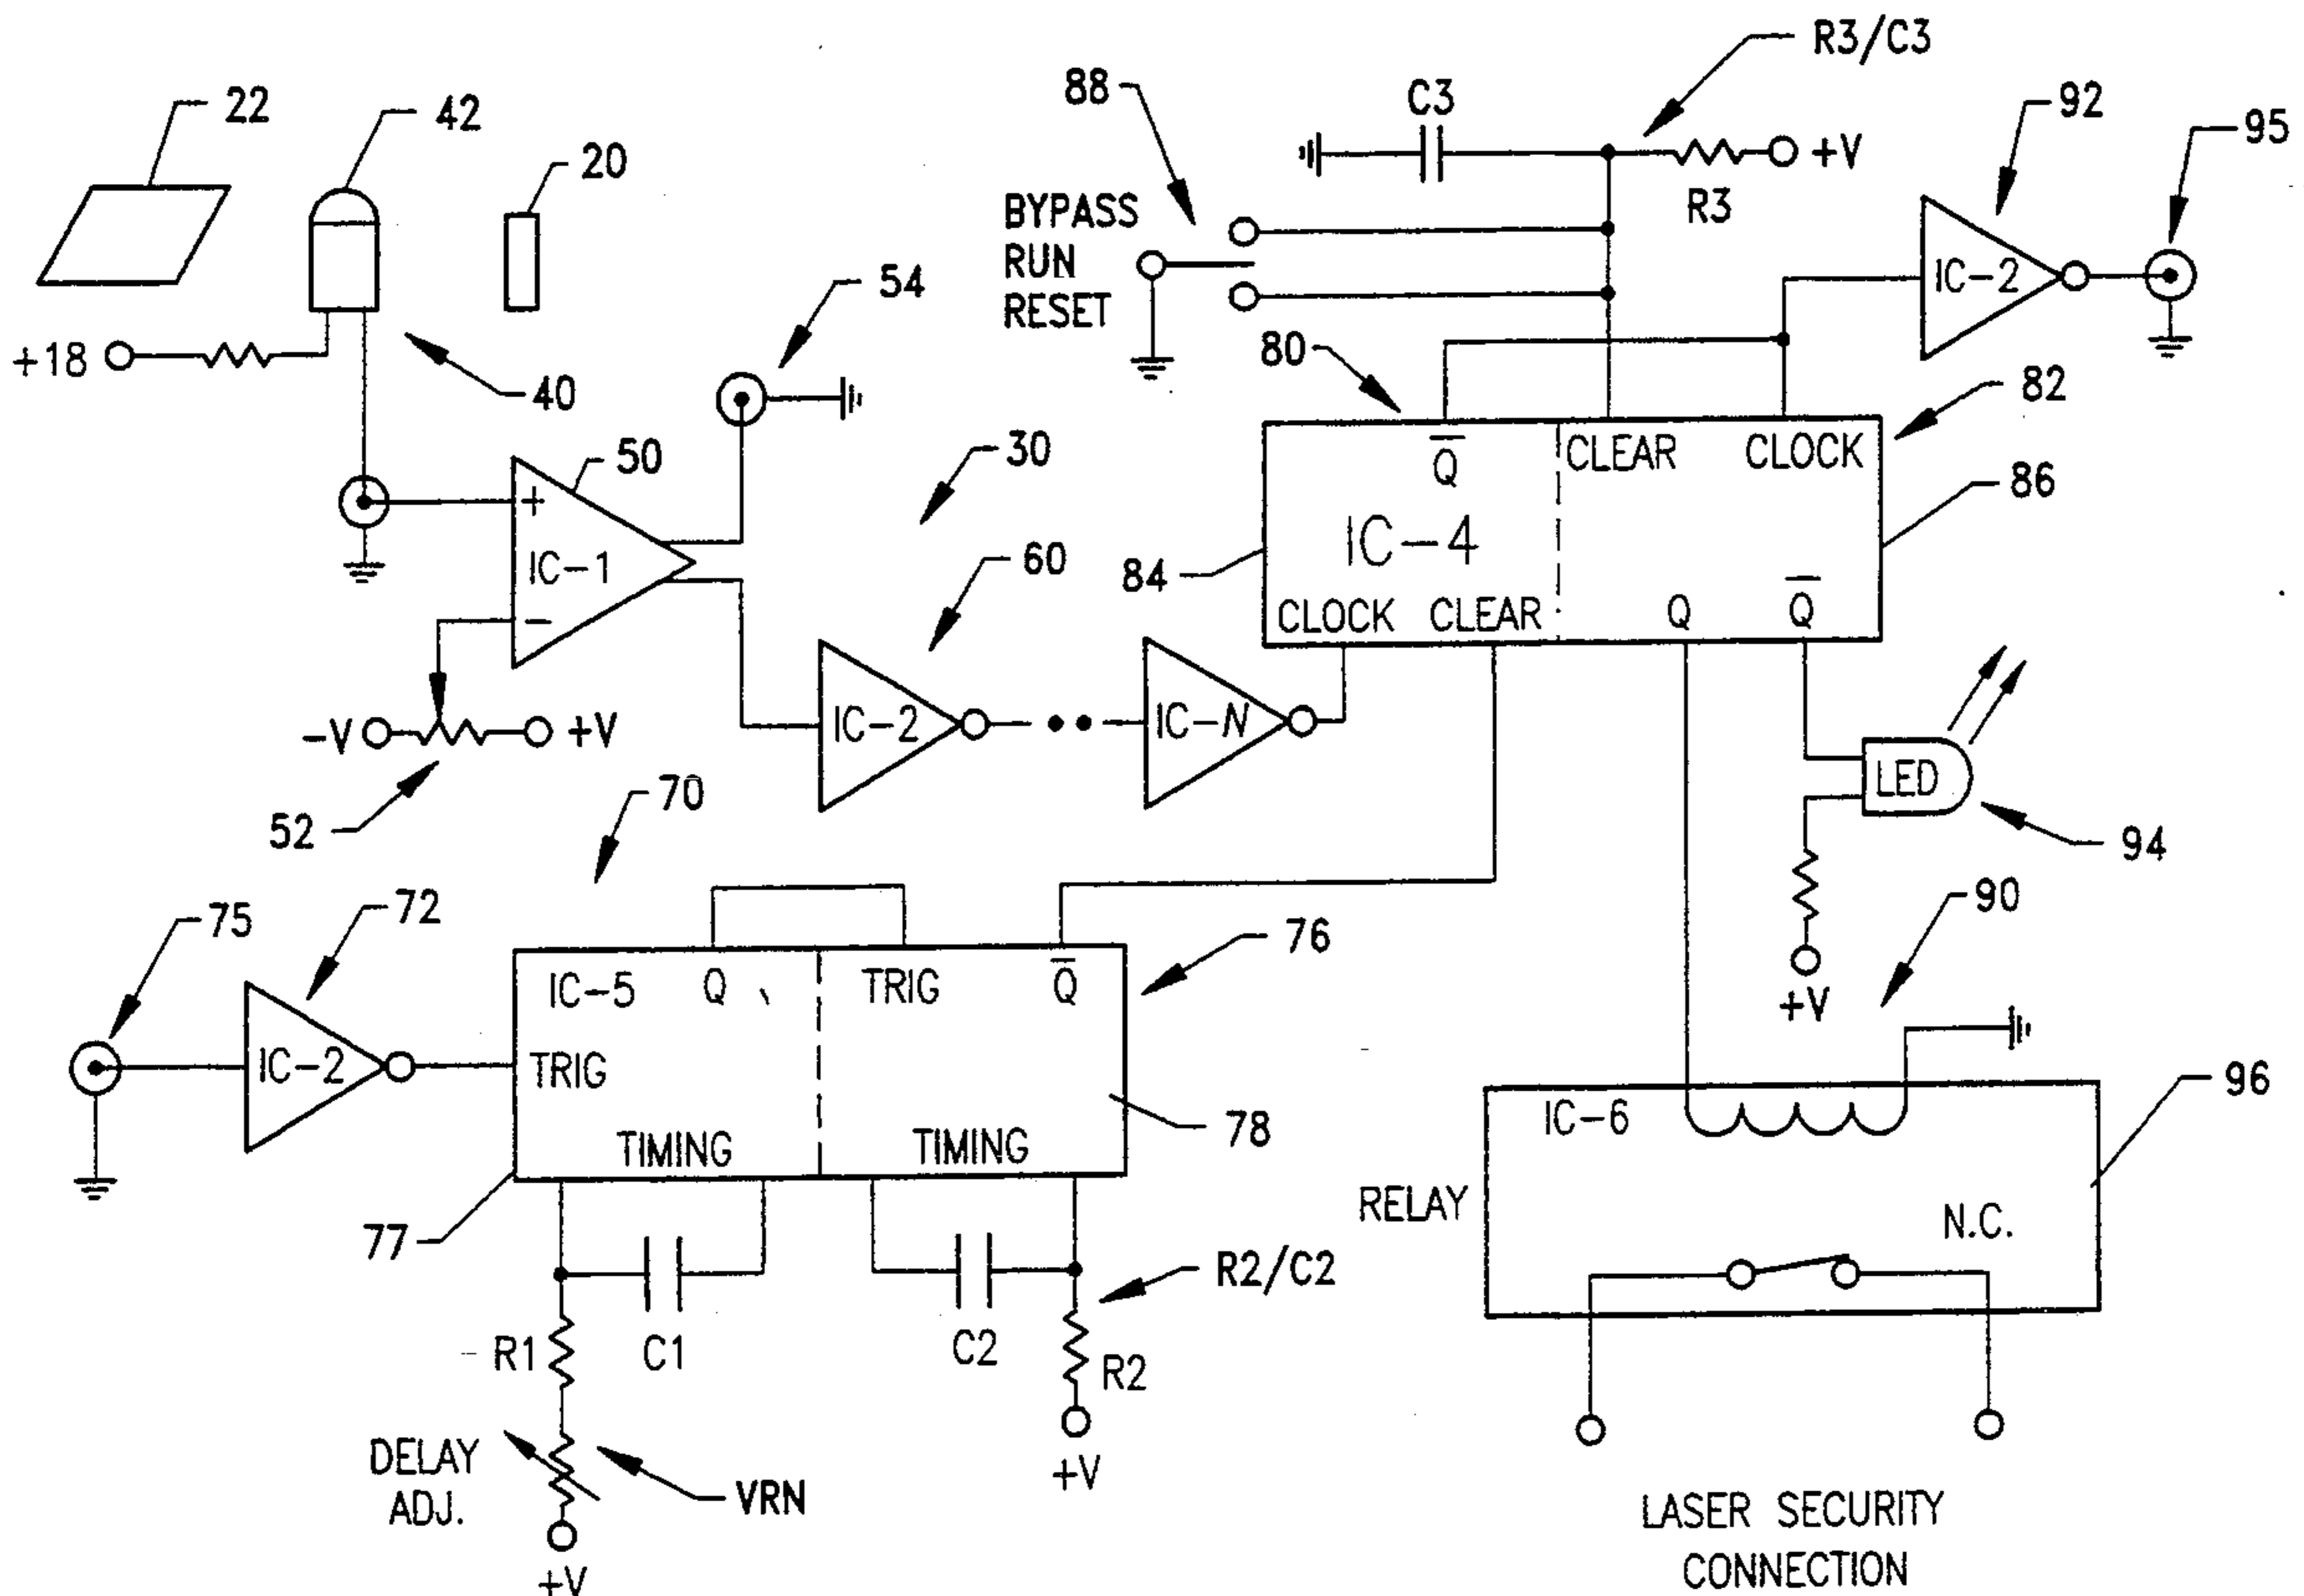 22
42
20
+18
40
54
50
+
IC-1
−
30
-V
+V
52
60
IC-2
IC-N
88
BYPASS
RUN
RESET
C3
R3/C3
R3
+V
92
IC-2
95
80
82
Q̅
CLEAR
CLOCK
86
IC-4
84
CLOCK
CLEAR
Q
Q̅
LED
94
+V
70
75
72
IC-2
76
IC-5
Q
TRIG
Q̅
TRIG
TIMING
TIMING
78
77
R1
C1
C2
R2/C2
R2
+V
DELAY
ADJ.
VRN
+V
90
96
IC-6
RELAY
N.C.
LASER SECURITY
CONNECTION